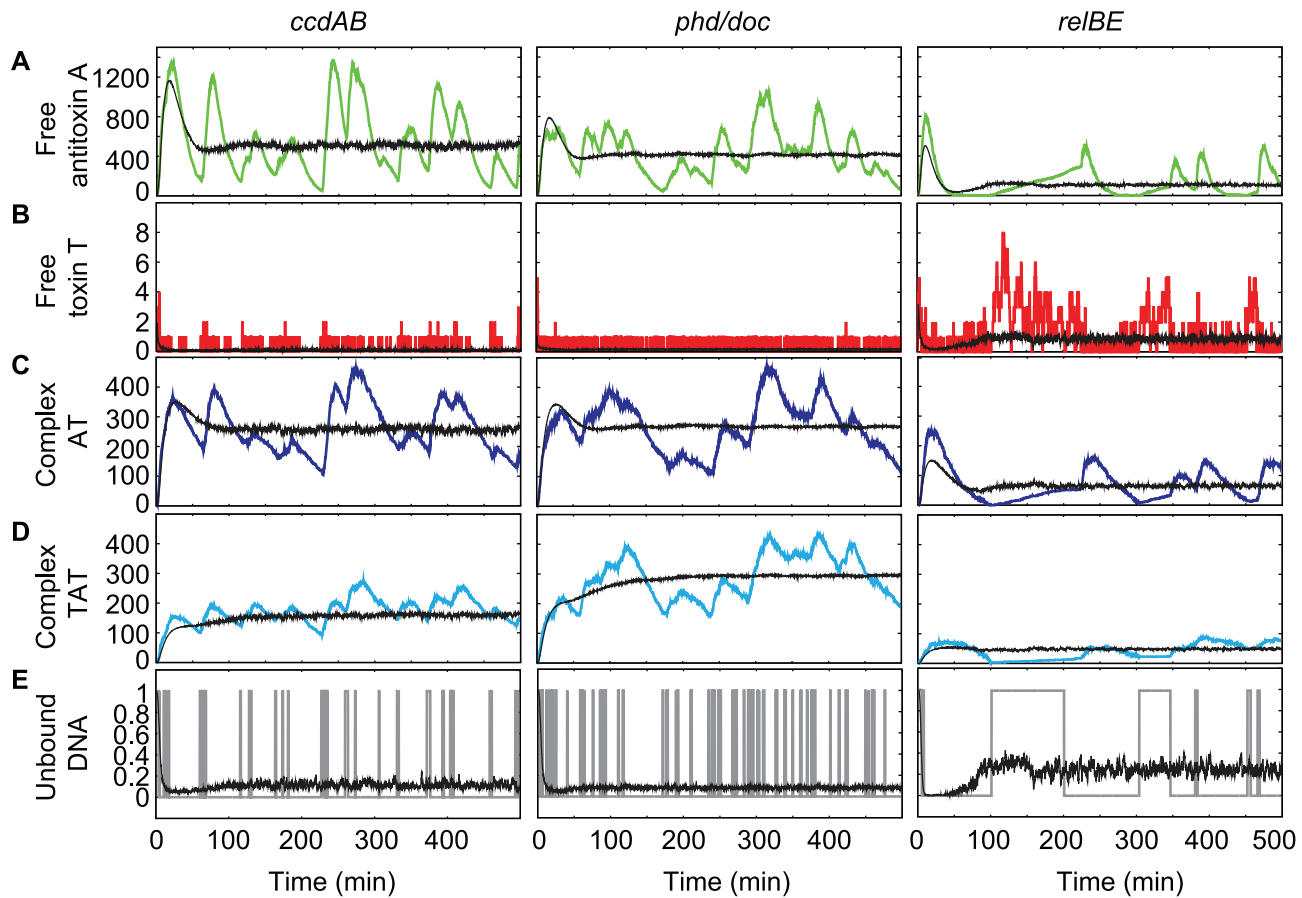 ccdAB phd/doc relBE
A
Free
antitoxin A
1200
800
400
0
B
Free
toxin T
8
6
4
2
0
C
Complex
AT
400
300
200
100
0
D
Complex
TAT
400
300
200
100
0
E
Unbound
DNA
1
0.8
0.6
0.4
0.2
0
0 100 200 300 400 0 100 200 300 400 0 100 200 300 400 500
Time (min) Time (min) Time (min)